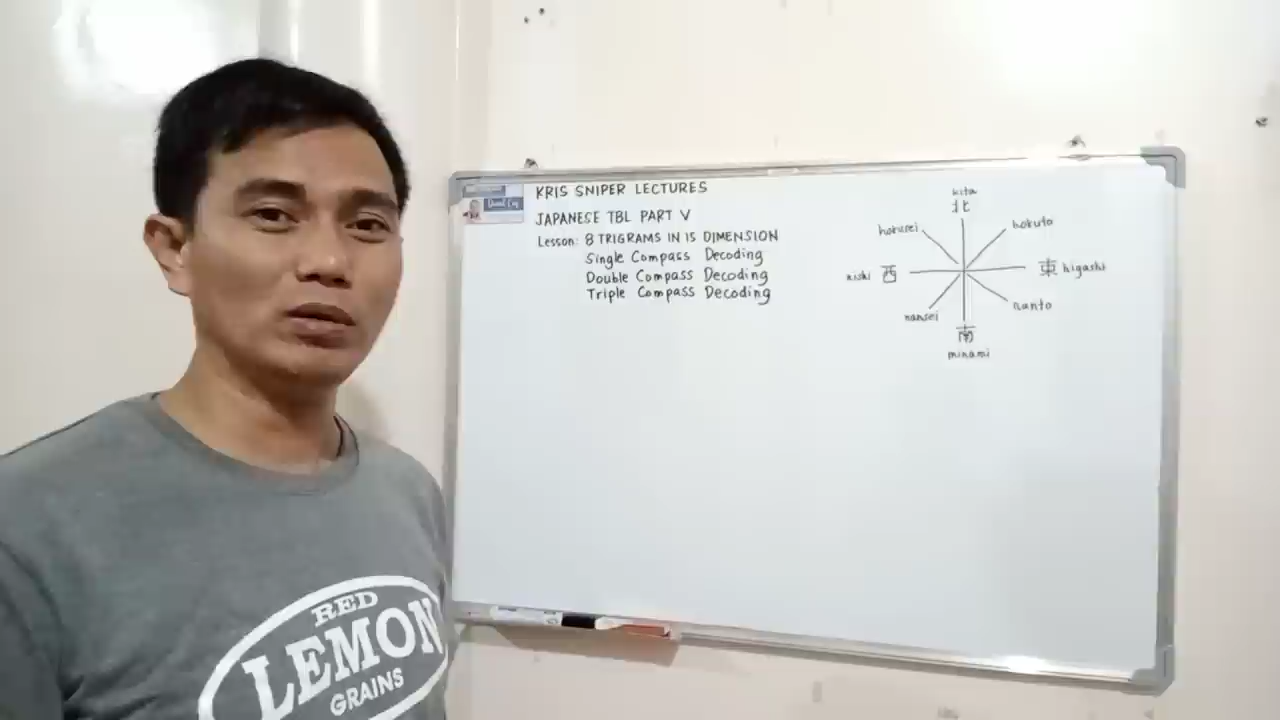 KRIS SNIPER LECTURES
JAPANESE TBL PART V
Lesson: 8 TRIGRAMS IN 15 DIMENSION
Single Compass Decoding
Double Compass Decoding
Triple Compass Decoding
kita
北
hokusei
hokuto
nishi 西
東 higashi
nansei
nanto
南
minami
RED
LEMON
GRAINS